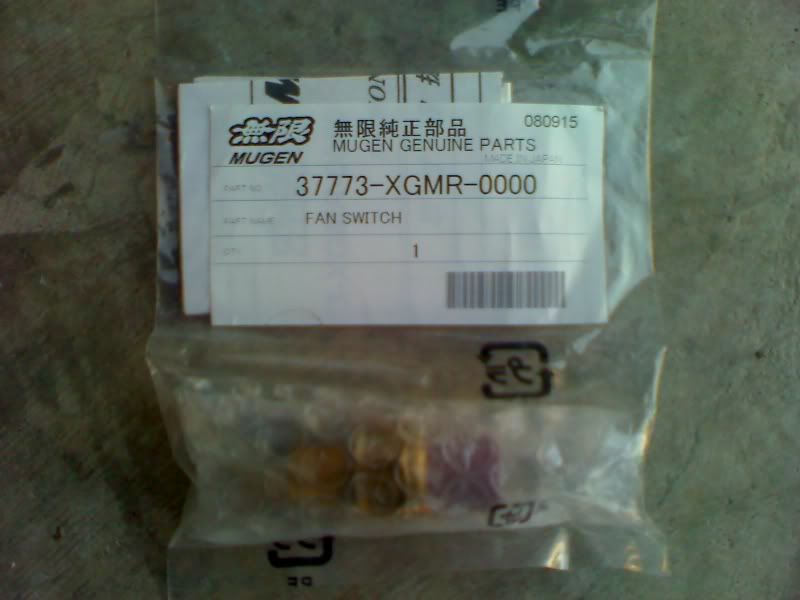 無限
MUGEN
無限純正部品
080915
MUGEN GENUINE PARTS
MADE IN JAPAN
PART NO.
37773-XGMR-0000
PART NAME
FAN SWITCH
QTY
1